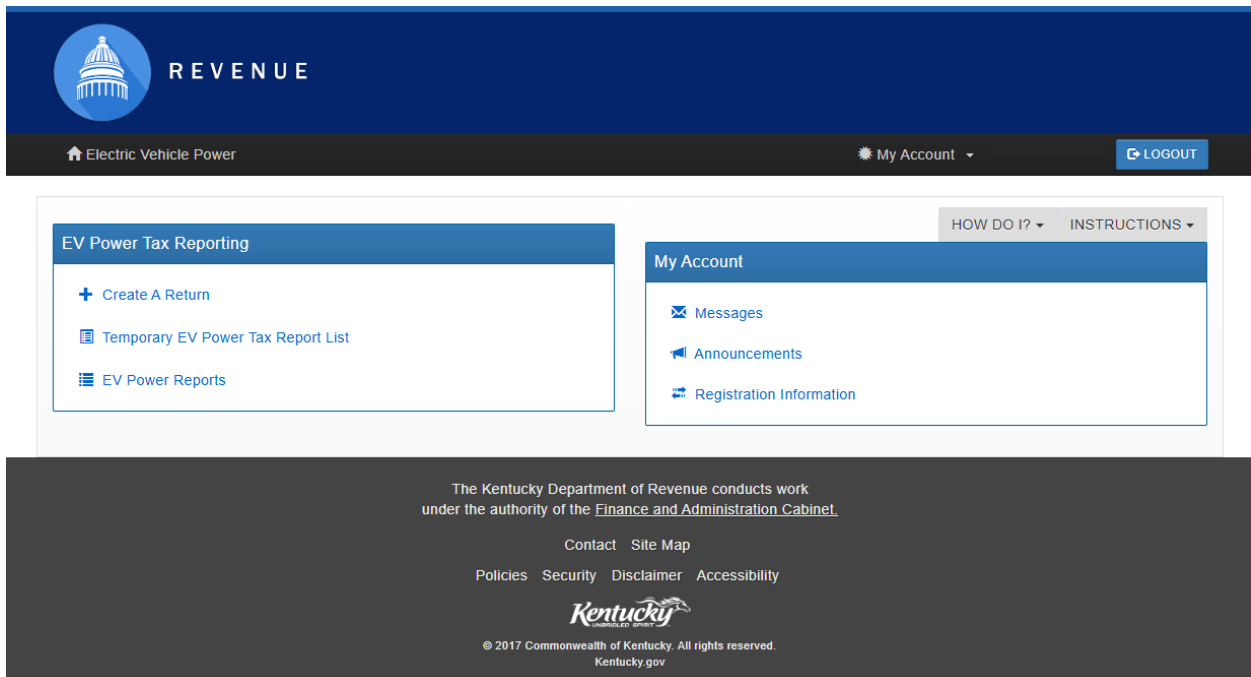 REVENUE
Electric Vehicle Power
My Account
LOGOUT
HOW DO I?
INSTRUCTIONS
EV Power Tax Reporting
Create A Return
Temporary EV Power Tax Report List
EV Power Reports
My Account
Messages
Announcements
Registration Information
The Kentucky Department of Revenue conducts work
under the authority of the Finance and Administration Cabinet.
Contact Site Map
Policies Security Disclaimer Accessibility
Kentucky
UNBRIDLED SPIRIT
© 2017 Commonwealth of Kentucky. All rights reserved.
Kentucky.gov